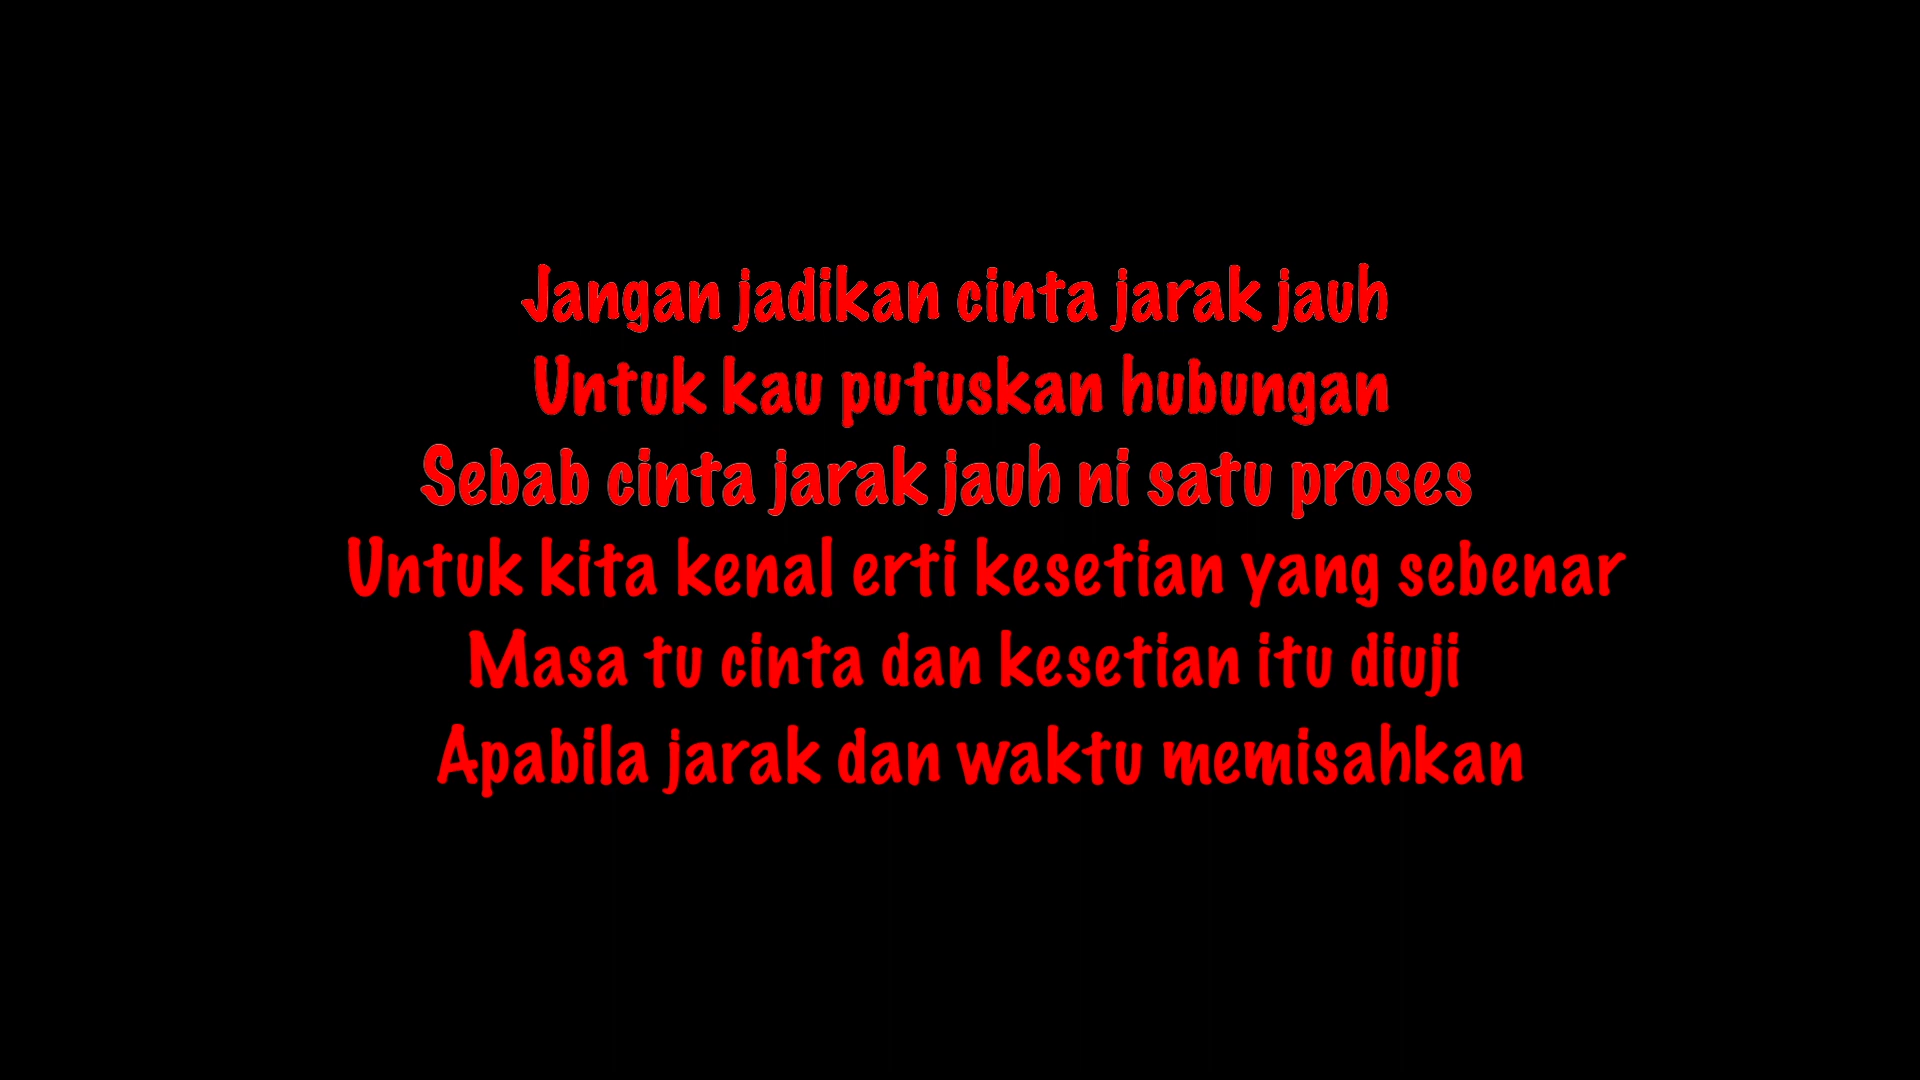 Jangan jadikan cinta jarak jauh
Untuk kau putuskan hubungan
Sebab cinta jarak jauh ni satu proses
Untuk kita kenal erti kesetian yang sebenar
Masa tu cinta dan kesetian itu diuji
Apabila jarak dan waktu memisahkan